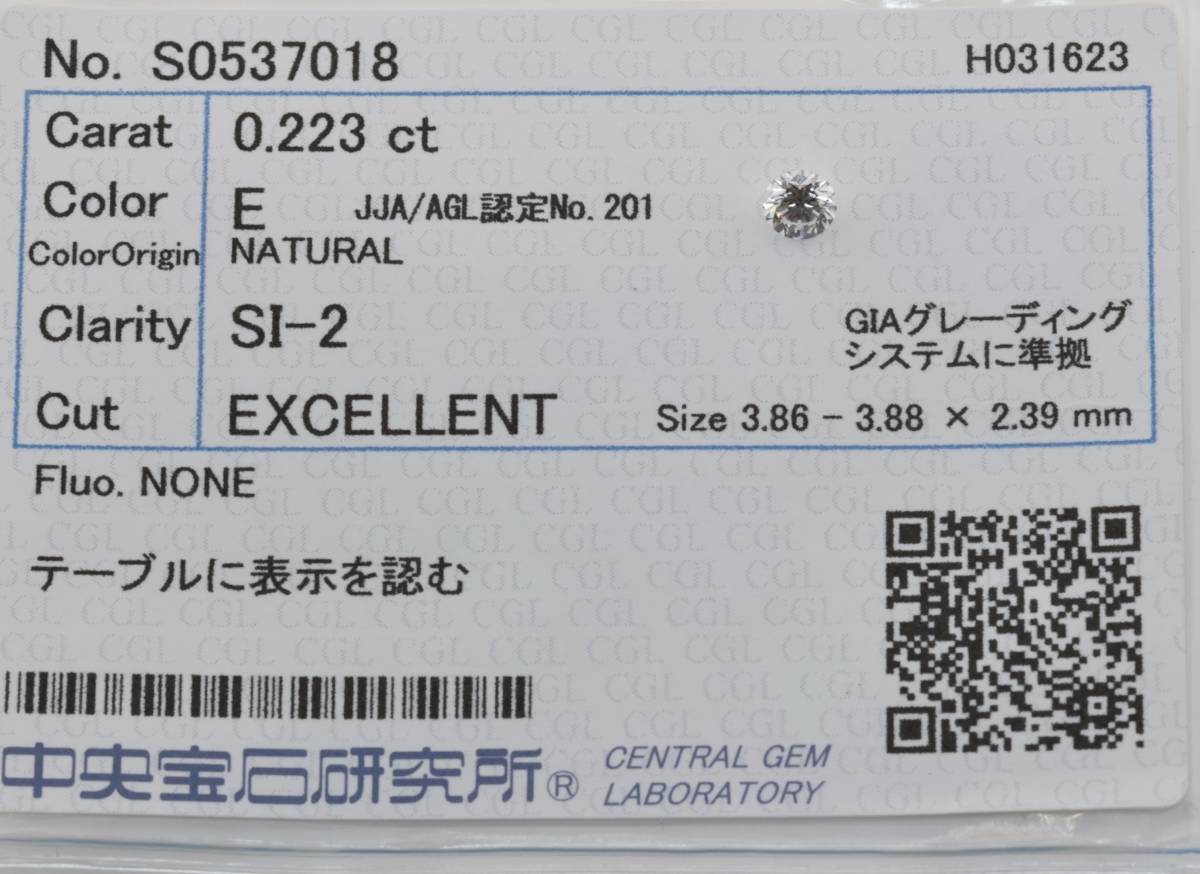 No. S0537018 H031623
Carat 0.223 ct
Color E JJA/AGL認定No. 201
ColorOrigin NATURAL
Clarity SI-2
GIAグレーディング
システムに準拠
Cut EXCELLENT Size 3.86 - 3.88 × 2.39 mm
Fluo. NONE
テーブルに表示を認む
中央宝石研究所® CENTRAL GEM
LABORATORY